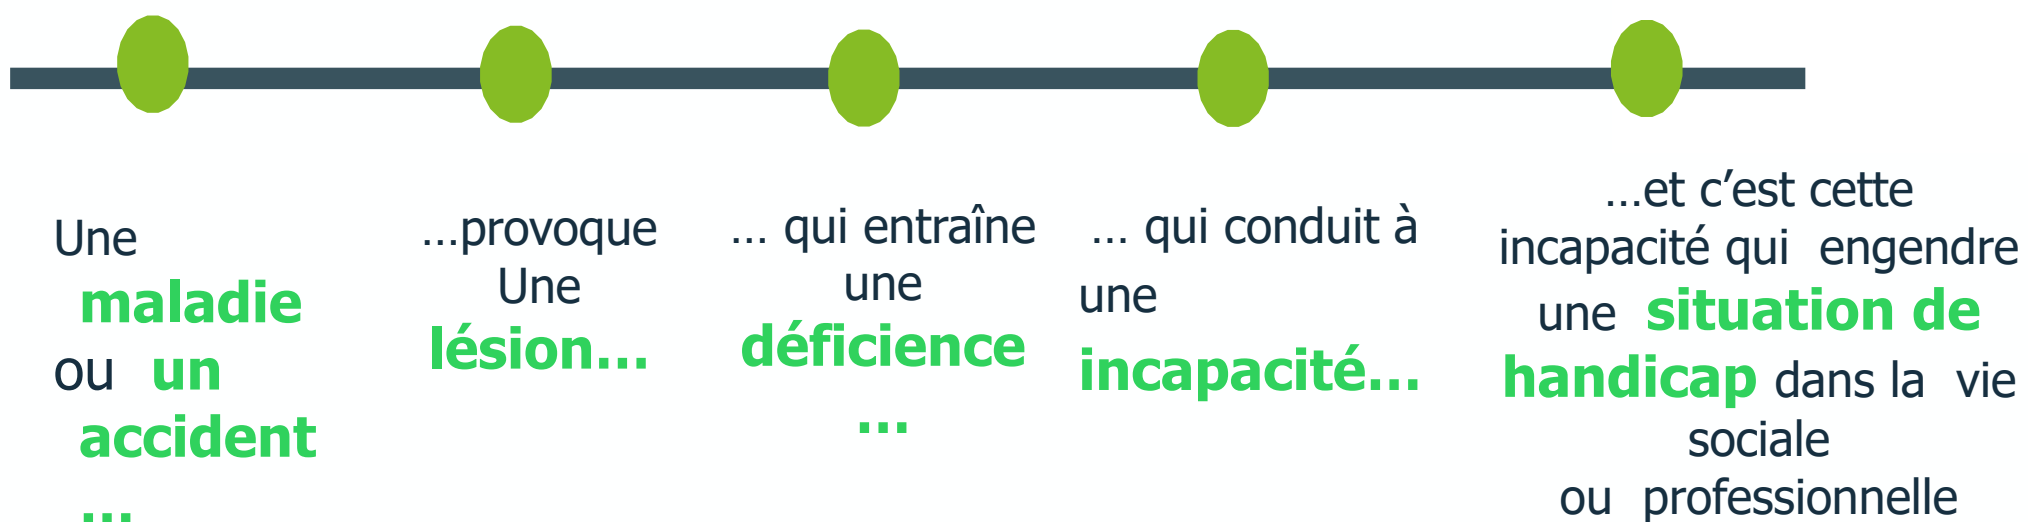 Une
maladie
ou un
accident
...
...provoque
Une
lésion...
... qui entraîne
une
déficience
...
... qui conduit à
une
incapacité...
...et c’est cette
incapacité qui engendre
une situation de
handicap dans la vie
sociale
ou professionnelle